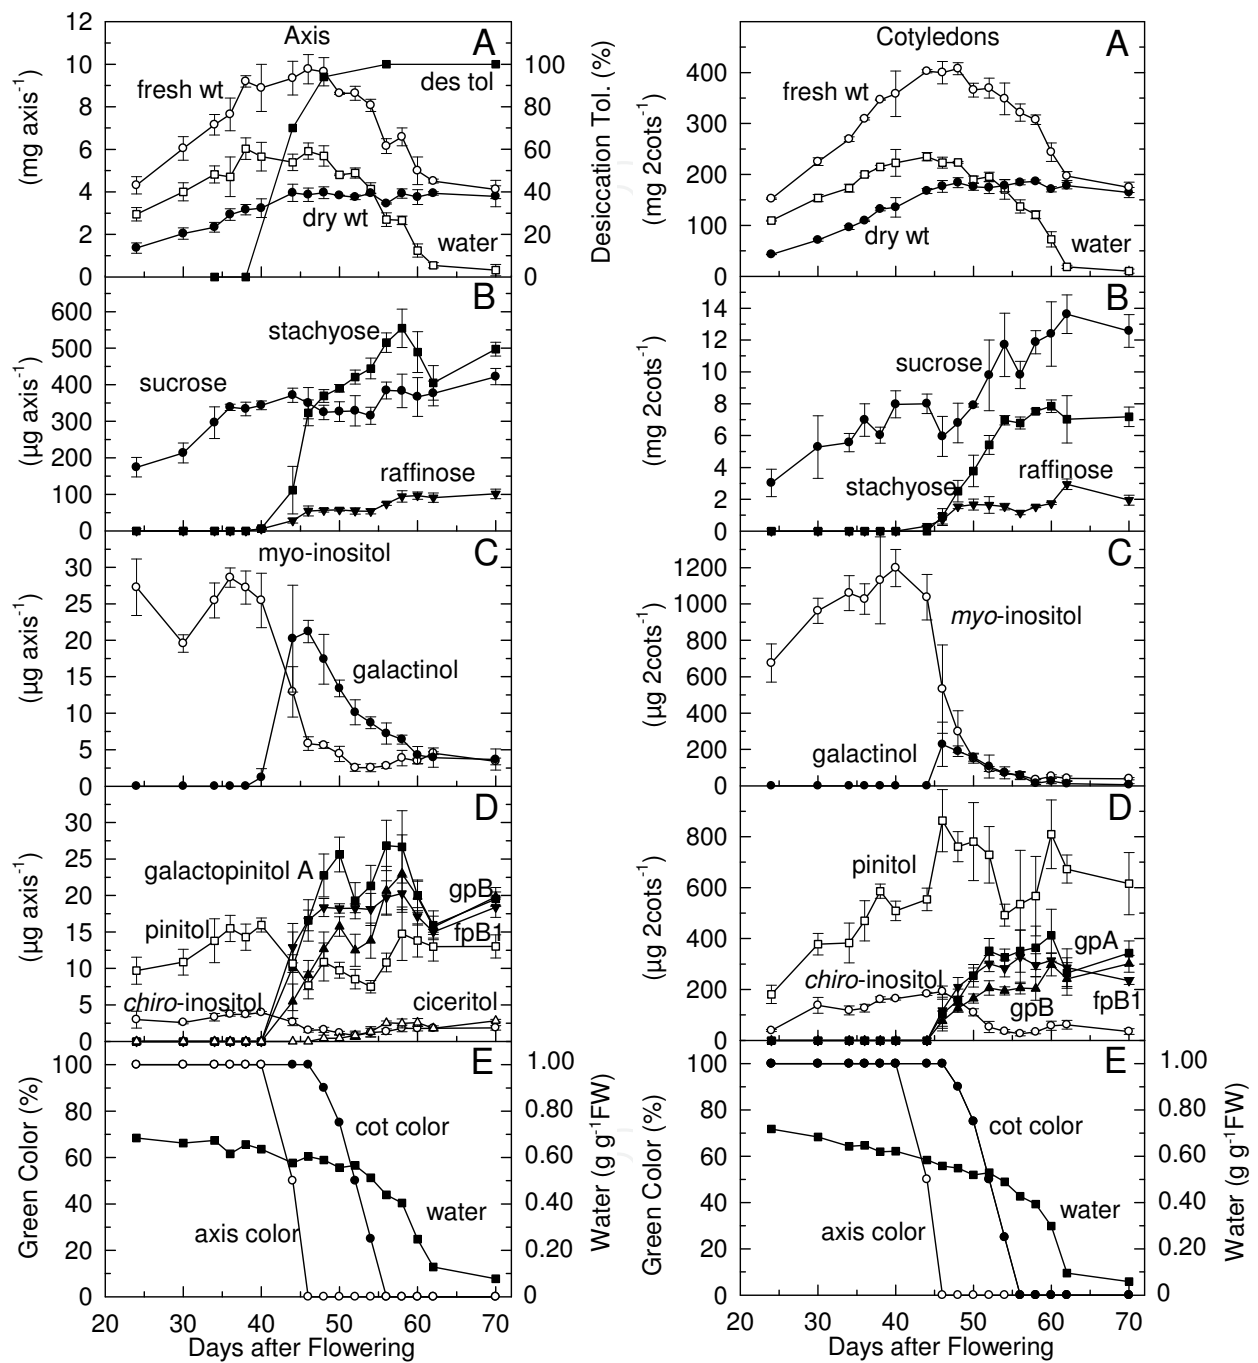 Axis
A
12
10
8
6
4
2
0
(mg axis⁻¹)
fresh wt
des tol
dry wt
water
100
80
60
40
20
0
Desiccation Tol. (%)
Cotyledons
A
400
300
200
100
0
(mg 2cots⁻¹)
fresh wt
dry wt
water
B
600
500
400
300
200
100
0
(µg axis⁻¹)
stachyose
sucrose
raffinose
B
14
12
10
8
6
4
2
0
(mg 2cots⁻¹)
sucrose
stachyose
raffinose
C
30
25
20
15
10
5
0
(µg axis⁻¹)
myo-inositol
galactinol
C
1200
1000
800
600
400
200
0
(µg 2cots⁻¹)
myo-inositol
galactinol
D
30
25
20
15
10
5
0
(µg axis⁻¹)
galactopinitol A
gpB
pinitol
fpB1
chiro-inositol
ciceritol
D
800
600
400
200
0
(µg 2cots⁻¹)
pinitol
gpA
chiro-inositol
gpB
fpB1
E
100
80
60
40
20
0
Green Color (%)
cot color
axis color
water
1.00
0.80
0.60
0.40
0.20
0
Water (g g⁻¹FW)
20 30 40 50 60 70
Days after Flowering
E
100
80
60
40
20
0
Green Color (%)
cot color
axis color
water
1.00
0.80
0.60
0.40
0.20
0
Water (g g⁻¹FW)
20 30 40 50 60 70
Days after Flowering